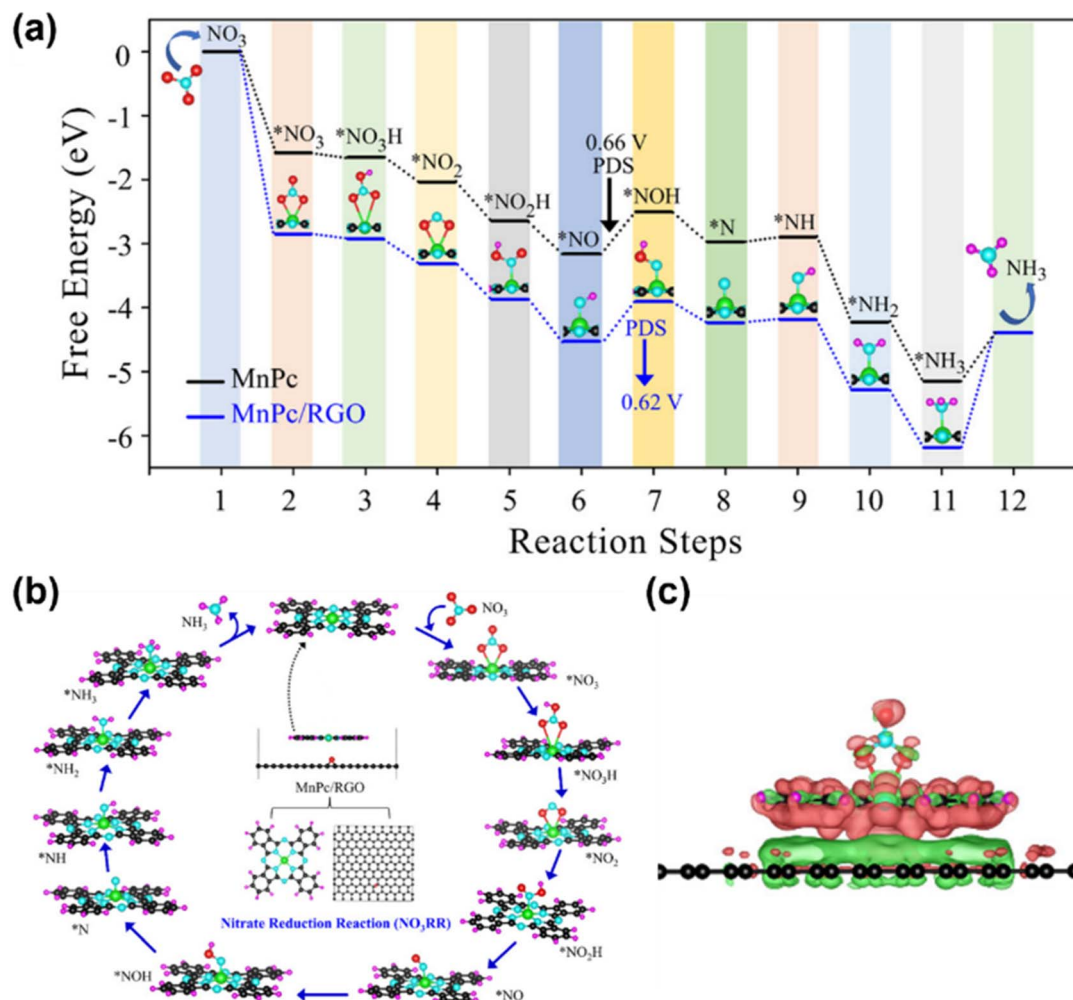 (a)
NO3
0
-1
-2
-3
-4
-5
-6
Free Energy (eV)
*NO3
*NO3H
*NO2
*NO2H
*NO
0.66 V
PDS
*NOH
*N
*NH
*NH2
*NH3
NH3
PDS
0.62 V
MnPc
MnPc/RGO
1 2 3 4 5 6 7 8 9 10 11 12
Reaction Steps
(b)
NH3
NO3
*NO3
*NO3H
*NO2
*NO2H
*NO
*NOH
*N
*NH
*NH2
*NH3
MnPc/RGO
Nitrate Reduction Reaction (NO3RR)
(c)